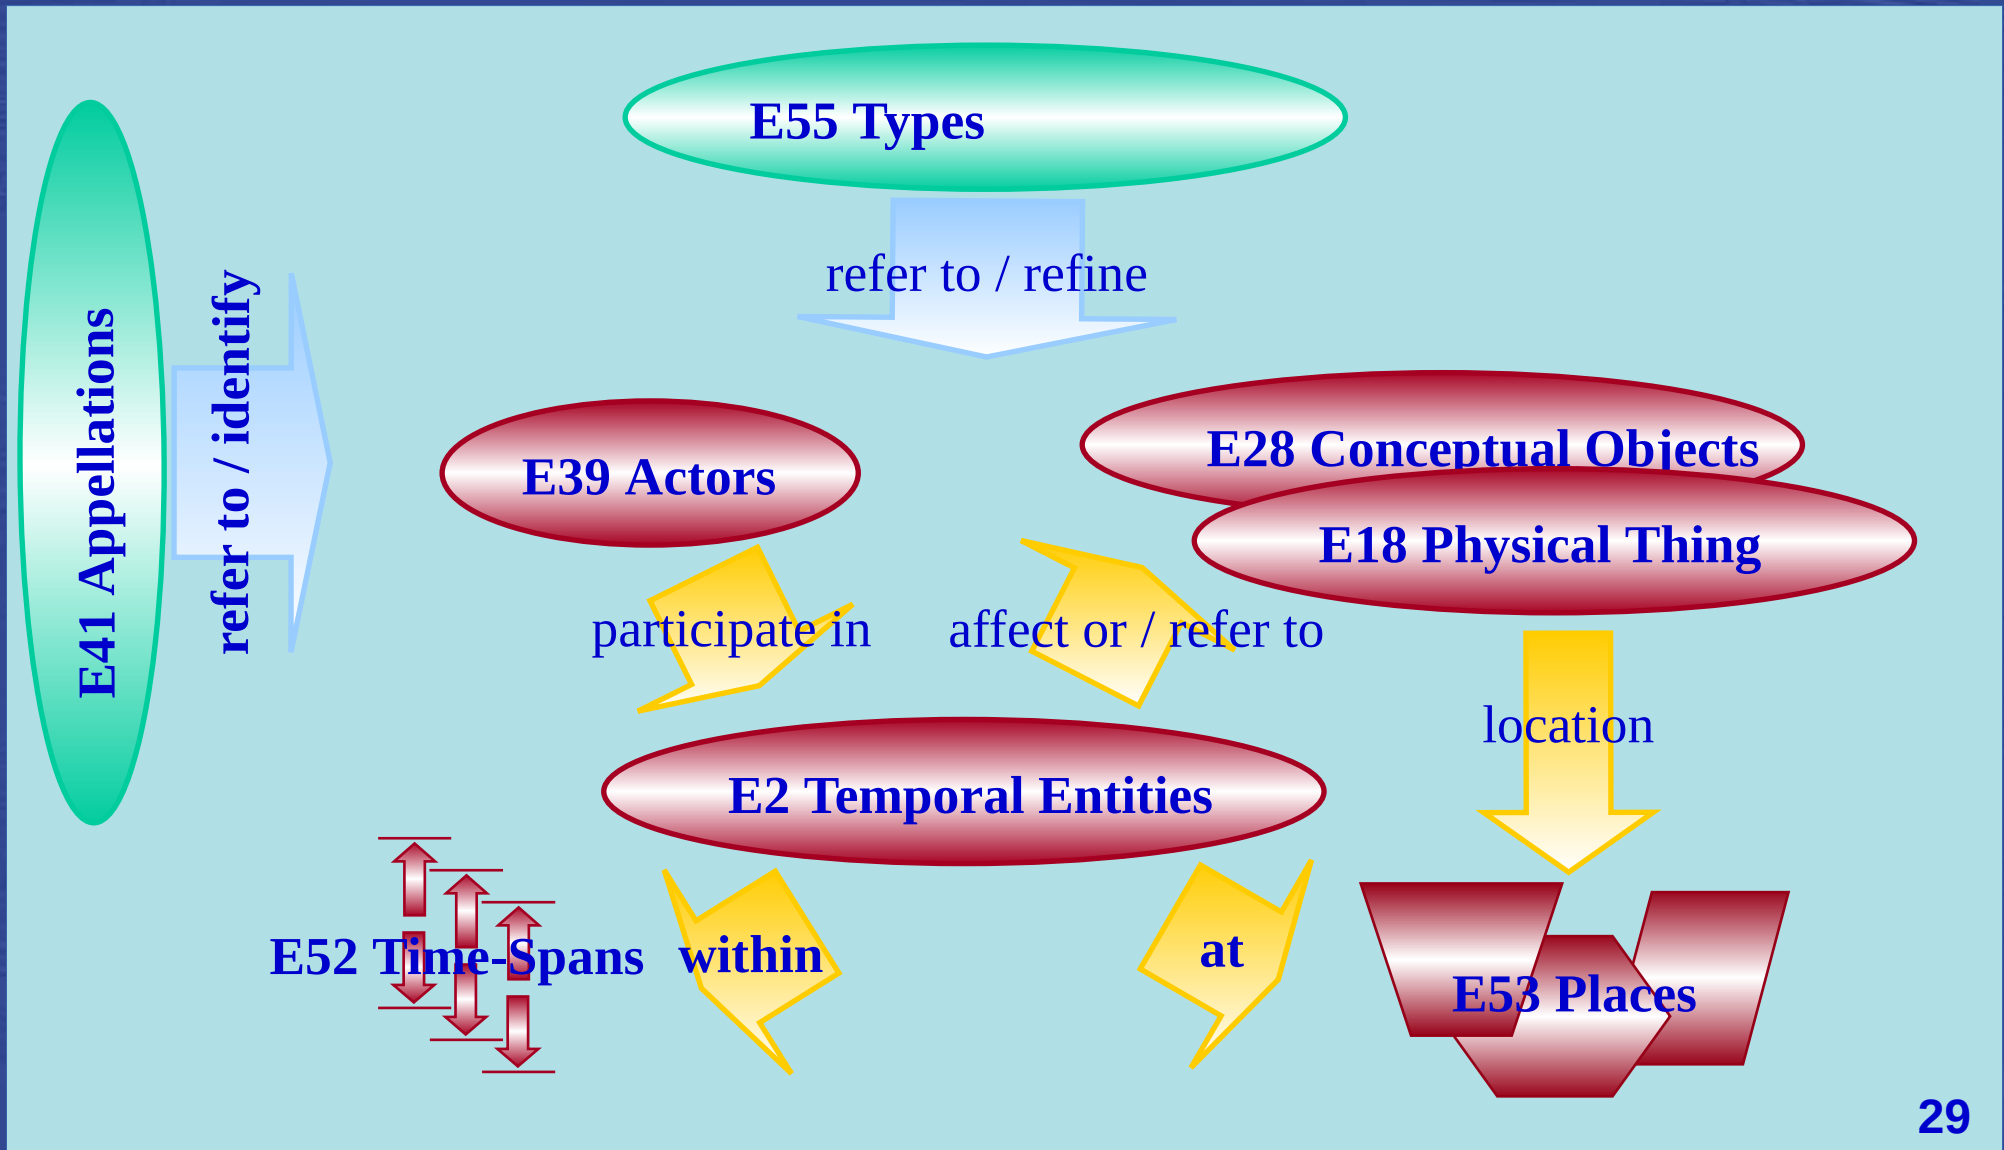 E55 Types
refer to / refine
E41 Appellations
refer to / identify
E39 Actors
E28 Conceptual Objects
E18 Physical Thing
participate in
affect or / refer to
location
E2 Temporal Entities
E52 Time-Spans
within
at
E53 Places
29